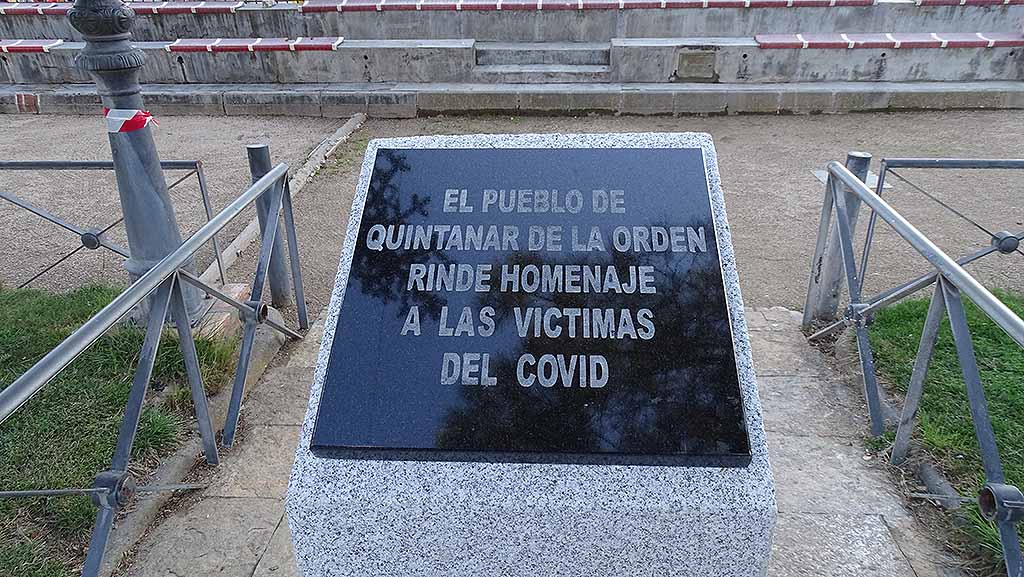 EL PUEBLO DE
QUINTANAR DE LA ORDEN
RINDE HOMENAJE
A LAS VICTIMAS
DEL COVID